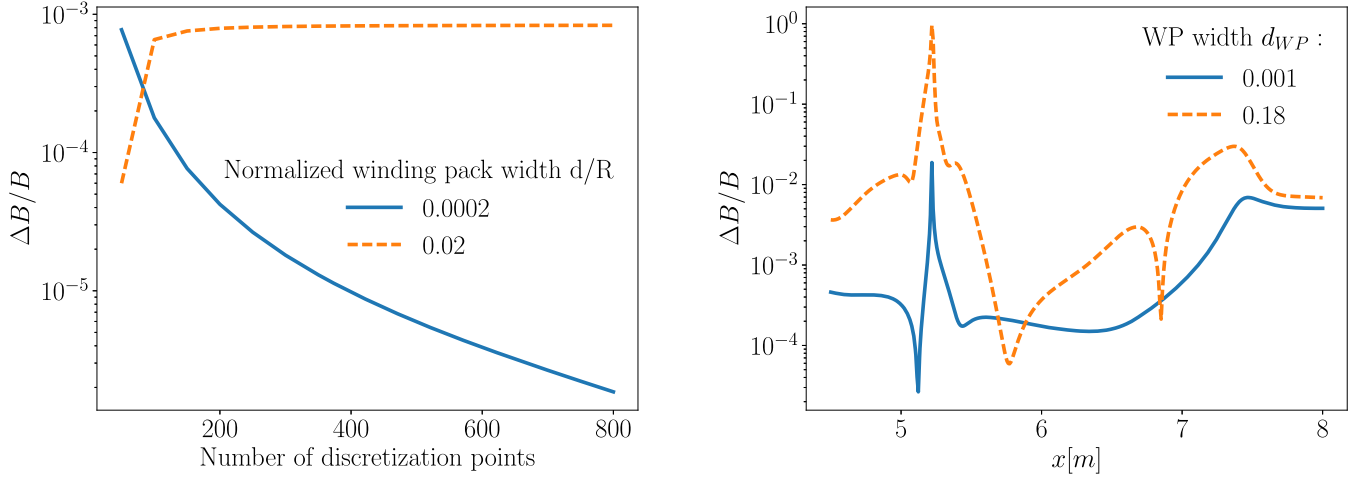 10⁻³
10⁻⁴
10⁻⁵
ΔB/B
Normalized winding pack width d/R
0.0002
0.02
200 400 600 800
Number of discretization points
10⁰
10⁻¹
10⁻²
10⁻³
10⁻⁴
ΔB/B
WP width d_{WP} :
0.001
0.18
5 6 7 8
x[m]